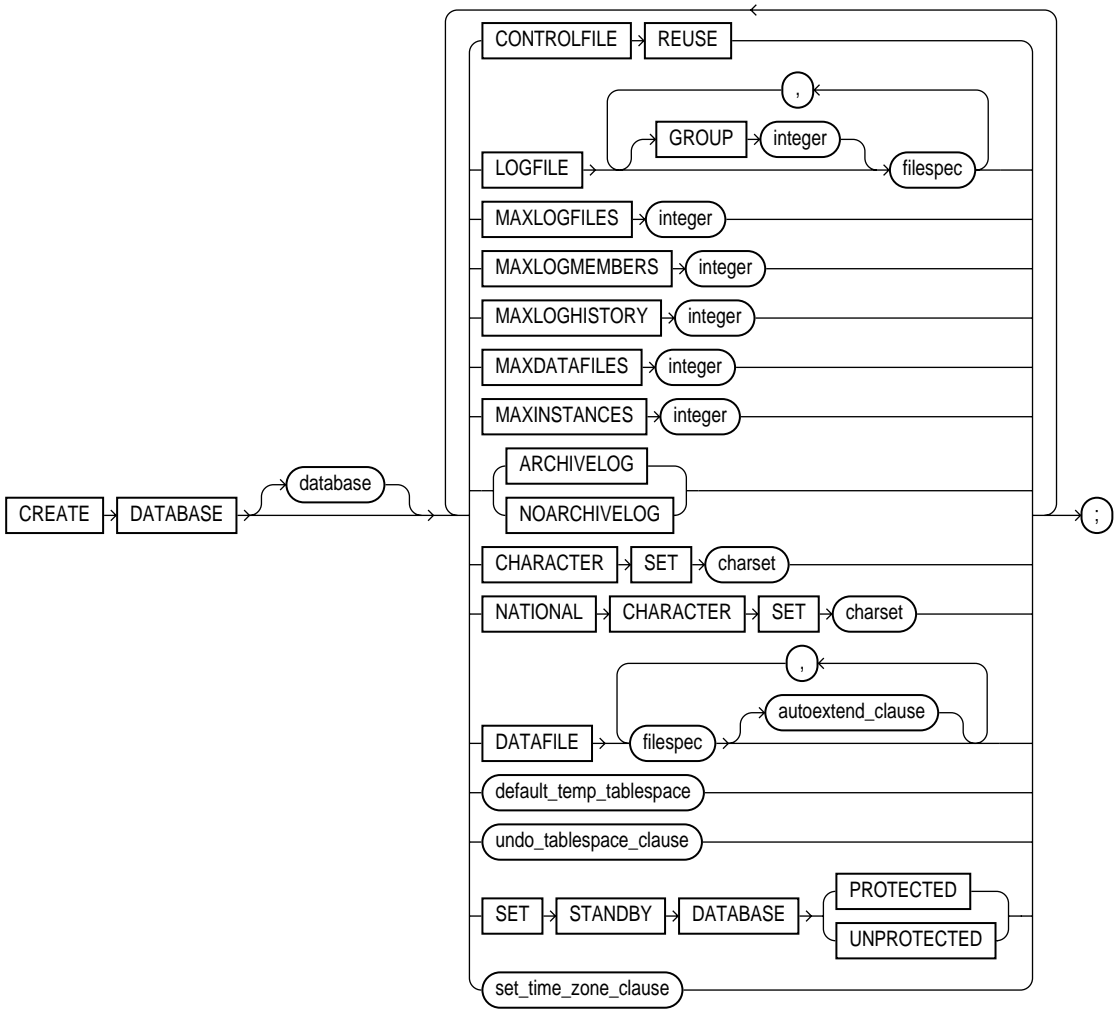 CONTROLFILE REUSE
,
GROUP integer
LOGFILE filespec
MAXLOGFILES integer
MAXLOGMEMBERS integer
MAXLOGHISTORY integer
MAXDATAFILES integer
MAXINSTANCES integer
ARCHIVELOG
database
CREATE DATABASE NOARCHIVELOG ;
CHARACTER SET charset
NATIONAL CHARACTER SET charset
,
autoextend_clause
DATAFILE filespec
default_temp_tablespace
undo_tablespace_clause
PROTECTED
SET STANDBY DATABASE
UNPROTECTED
set_time_zone_clause